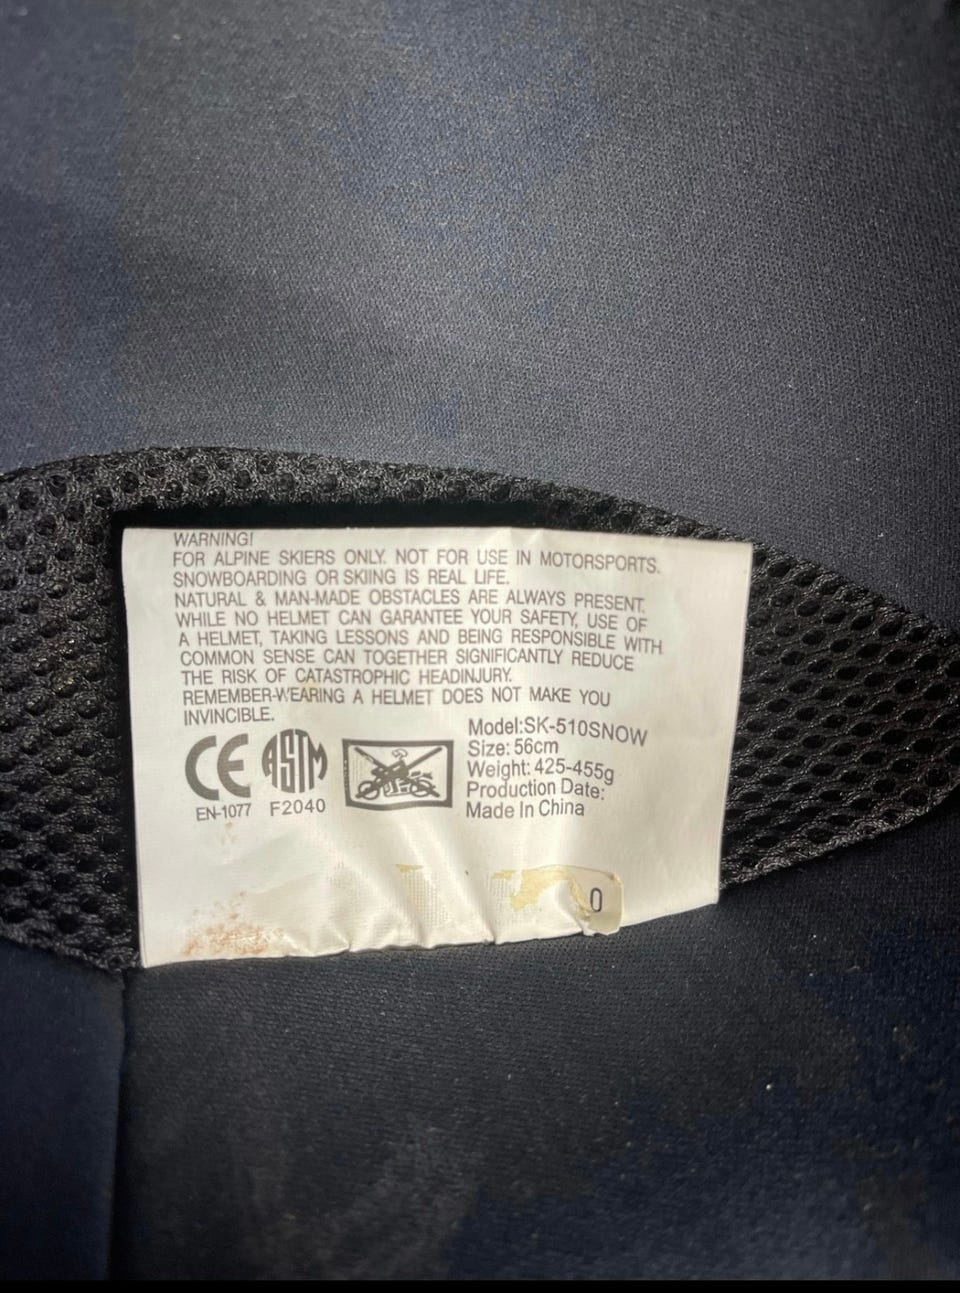 WARNING!
FOR ALPINE SKIERS ONLY. NOT FOR USE IN MOTORSPORTS.
SNOWBOARDING OR SKIING IS REAL LIFE.
NATURAL & MAN-MADE OBSTACLES ARE ALWAYS PRESENT.
WHILE NO HELMET CAN GARANTEE YOUR SAFETY, USE OF
A HELMET, TAKING LESSONS AND BEING RESPONSIBLE WITH
COMMON SENSE CAN TOGETHER SIGNIFICANTLY REDUCE
THE RISK OF CATASTROPHIC HEADINJURY.
REMEMBER-WEARING A HELMET DOES NOT MAKE YOU
INVINCIBLE.
CE ASTM
EN-1077 F2040
Model:SK-510SNOW
Size: 56cm
Weight: 425-455g
Production Date:
Made In China
0